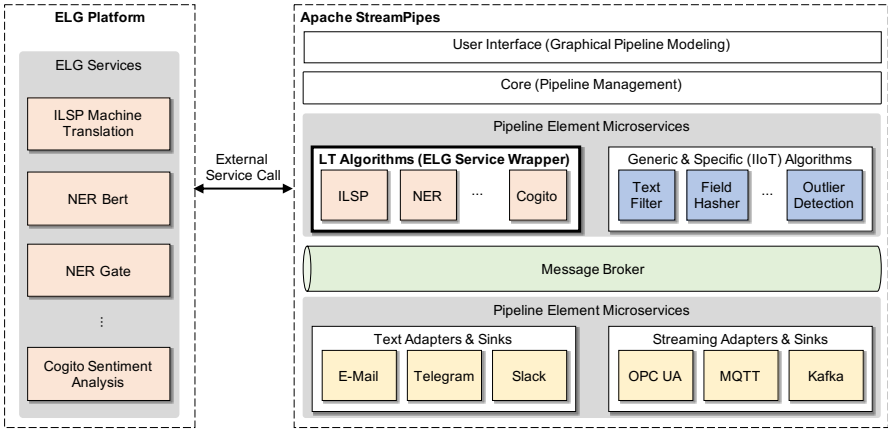 ELG Platform
ELG Services
ILSP Machine
Translation
NER Bert
NER Gate
...
Cogito Sentiment
Analysis
External
Service Call
Apache StreamPipes
User Interface (Graphical Pipeline Modeling)
Core (Pipeline Management)
Pipeline Element Microservices
LT Algorithms (ELG Service Wrapper)
ILSP
NER
...
Cogito
Generic & Specific (IIoT) Algorithms
Text
Filter
Field
Hasher
...
Outlier
Detection
Message Broker
Pipeline Element Microservices
Text Adapters & Sinks
E-Mail
Telegram
Slack
Streaming Adapters & Sinks
OPC UA
MQTT
Kafka